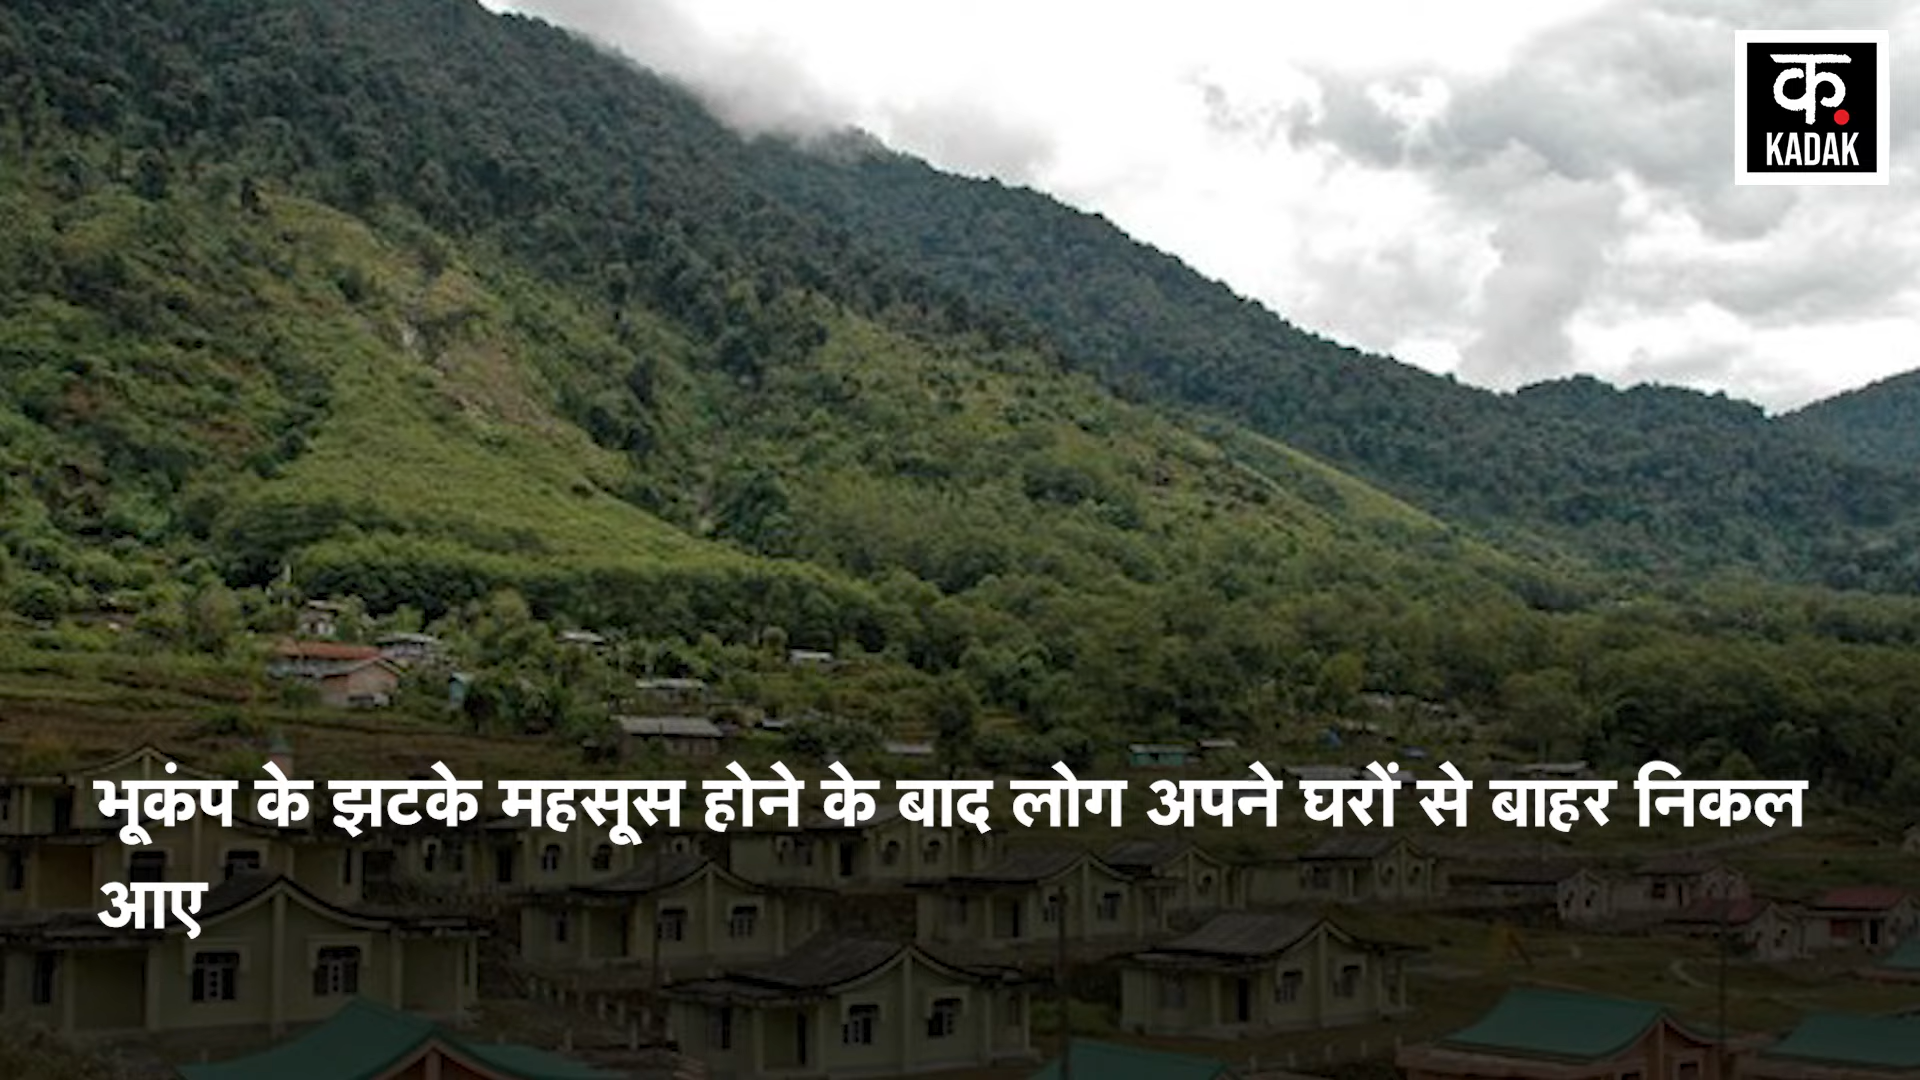 क
KADAK
भूकंप के झटके महसूस होने के बाद लोग अपने घरों से बाहर निकल
आए